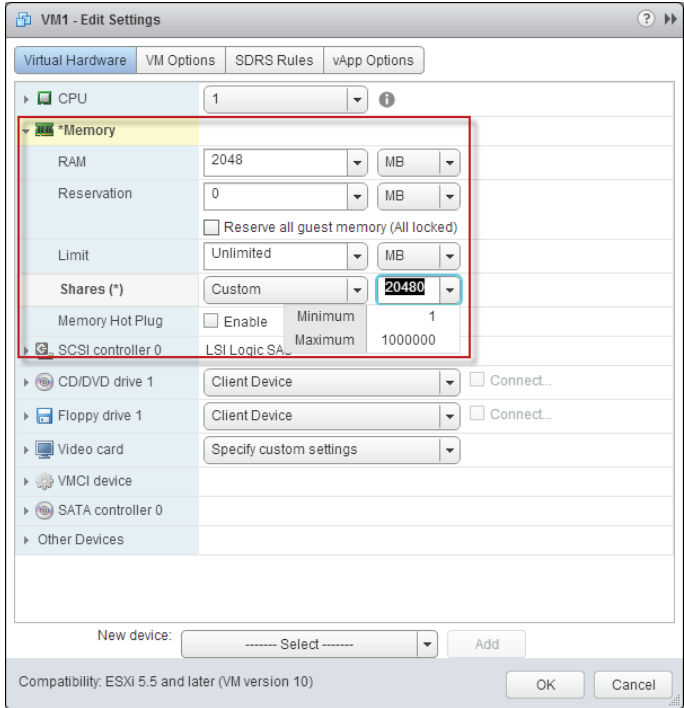 VM1 - Edit Settings
Virtual Hardware VM Options SDRS Rules vApp Options
CPU 1
*Memory
RAM 2048 MB
Reservation 0 MB
Reserve all guest memory (All locked)
Limit Unlimited MB
Shares (*) Custom 20480
Memory Hot Plug Enable Minimum 1
Maximum 1000000
SCSI controller 0 LSI Logic SAS
CD/DVD drive 1 Client Device Connect...
Floppy drive 1 Client Device Connect...
Video card Specify custom settings
VMCI device
SATA controller 0
Other Devices
New device: ------- Select ------- Add
Compatibility: ESXi 5.5 and later (VM version 10) OK Cancel